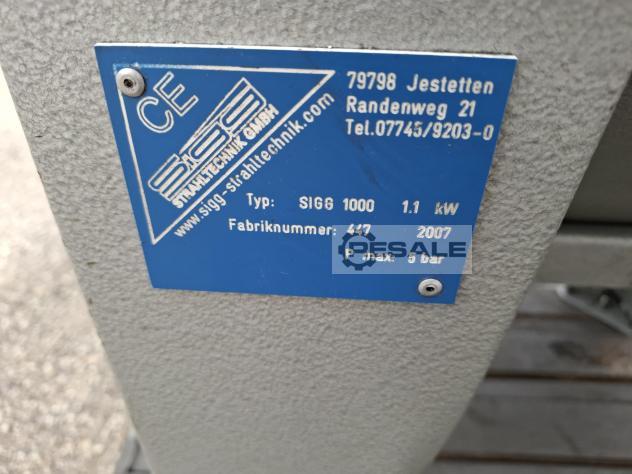 CE
SIGG
STRAHLTECHNIK GMBH
www.sigg-strahltechnik.com
79798 Jestetten
Randenweg 21
Tel.07745/9203-0
Typ: SIGG 1000 1.1 kW
Fabriknummer: 447 2007
P max. 5 bar
RESALE